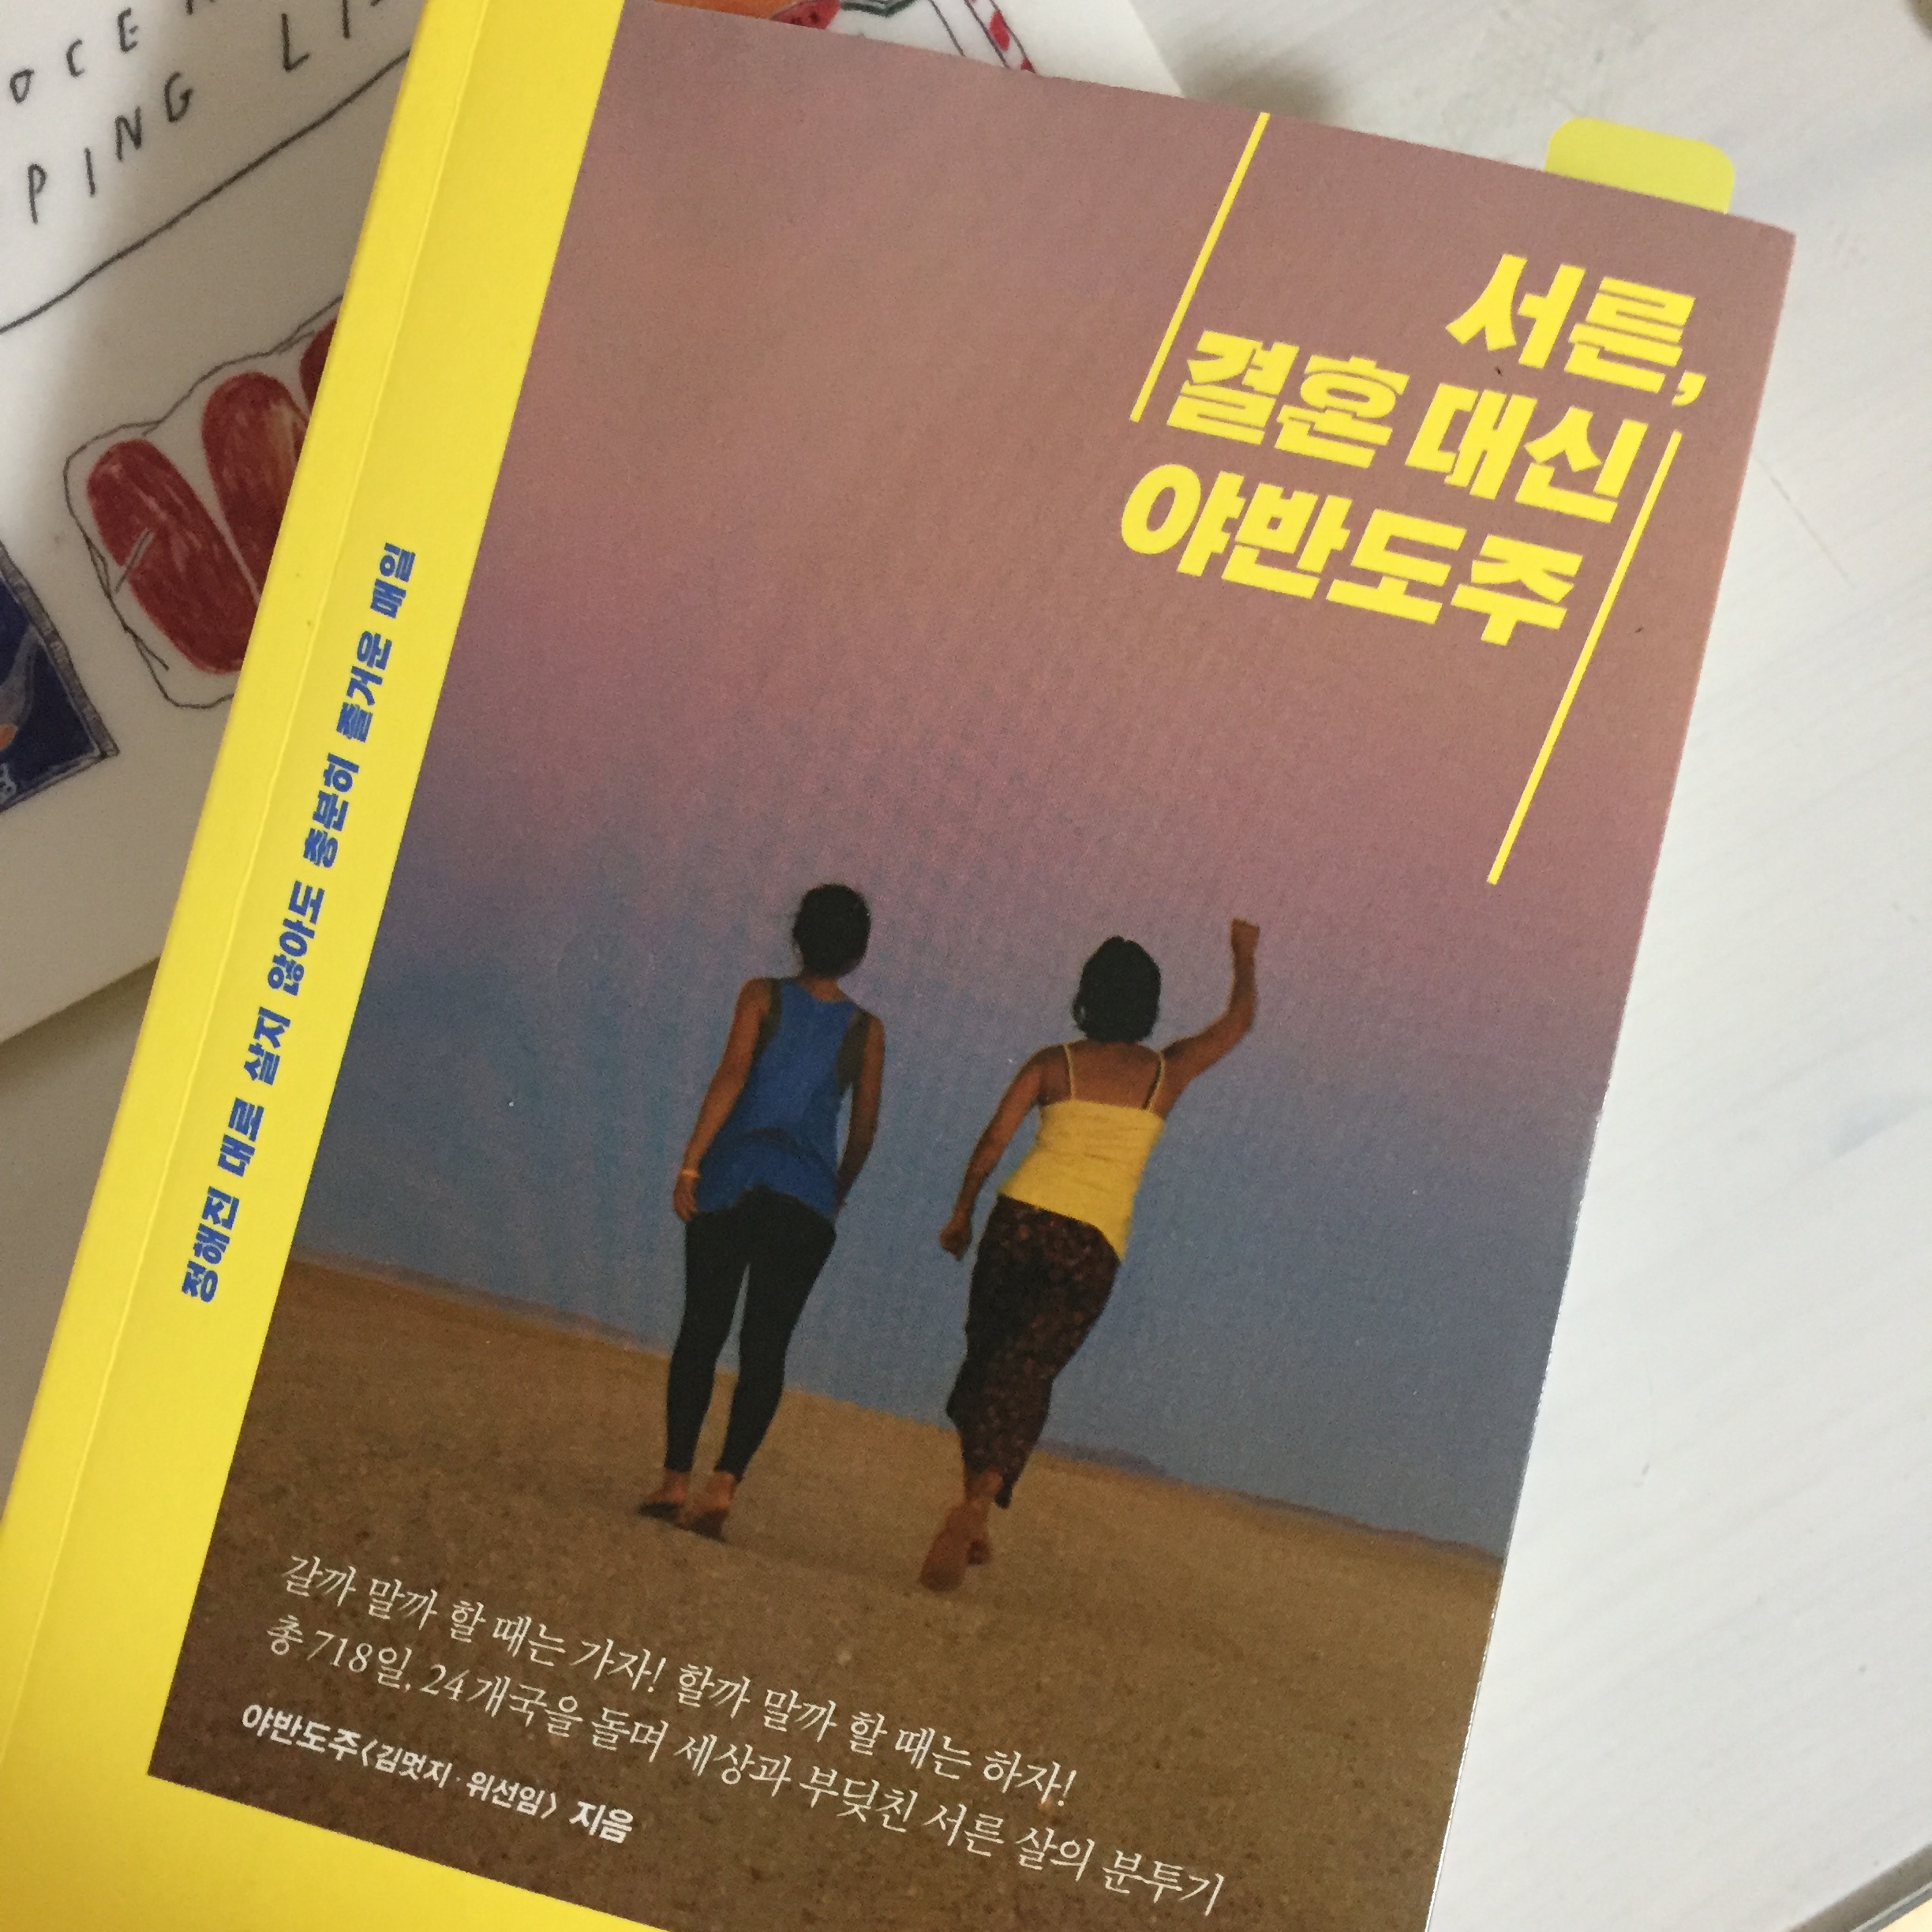 서른,
결혼 대신
야반도주
정해진 대로 살지 않아도 충분히 즐거운 매일
갈까 말까 할 때는 가자! 할까 말까 할 때는 하자!
총 718일, 24개국을 돌며 세상과 부딪친 서른 살의 분투기
야반도주〈김멋지·위선임〉 지음
PING LI